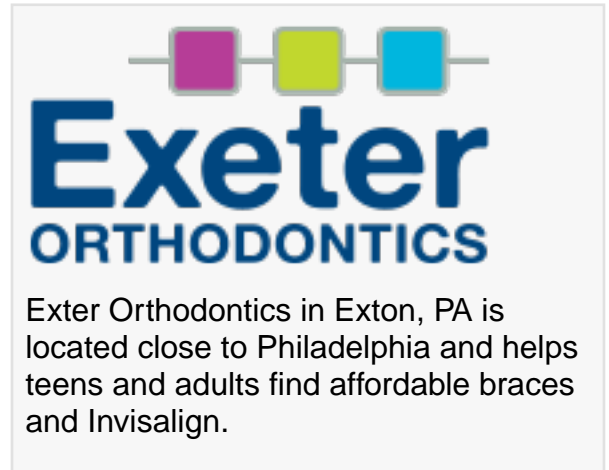 Exeter
ORTHODONTICS
Exter Orthodontics in Exton, PA is
located close to Philadelphia and helps
teens and adults find affordable braces
and Invisalign.